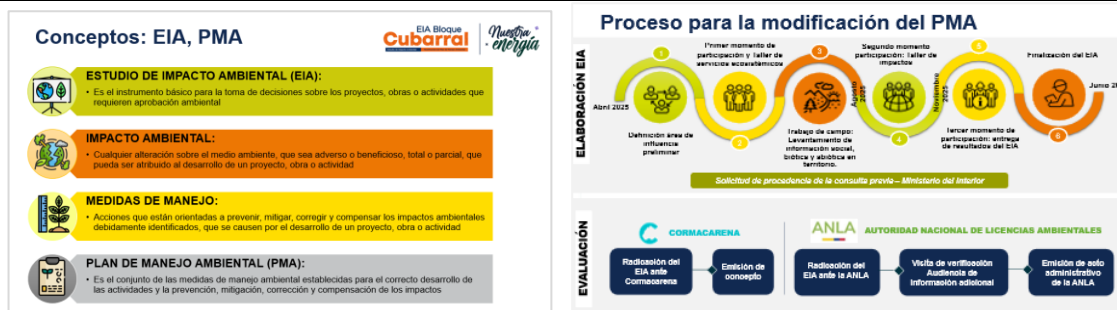 Conceptos: EIA, PMA
EIA Bloque
Cubarral
Nuestra
energía
ESTUDIO DE IMPACTO AMBIENTAL (EIA):
• Es el instrumento básico para la toma de decisiones sobre los proyectos, obras o actividades que
requieren aprobación ambiental
IMPACTO AMBIENTAL:
• Cualquier alteración sobre el medio ambiente, que sea adverso o beneficioso, total o parcial, que
pueda ser atribuido al desarrollo de un proyecto, obra o actividad
MEDIDAS DE MANEJO:
• Acciones que están orientadas a prevenir, mitigar, corregir y compensar los impactos ambientales
debidamente identificados, que se causen por el desarrollo de un proyecto, obra o actividad
PLAN DE MANEJO AMBIENTAL (PMA):
• Es el conjunto de las medidas de manejo ambiental establecidas para el correcto desarrollo de
las actividades y la prevención, mitigación, corrección y compensación de los impactos
Proceso para la modificación del PMA
ELABORACIÓN EIA
Abril 2025
1
Definición área de
influencia
preliminar
Primer momento de
participación y Taller de
servicios ecosistémicos
2
3
Trabajo de campo:
Levantamiento de
información social,
biótica y abiótica en
territorio.
Agosto
2025
Segundo momento
participación: Taller de
impactos
4
Noviembre
2025
5
Tercer momento de
participación: entrega
de resultados del EIA
Finalización del EIA
6
Junio
Solicitud de procedencia de la consulta previa – Ministerio del Interior
EVALUACIÓN
CORMACARENA
Radicación del
EIA ante
Cormacarena
Emisión de
concepto
ANLA
AUTORIDAD NACIONAL DE LICENCIAS AMBIENTALES
Radicación del
EIA ante la ANLA
Visita de verificación
Audiencia de
información adicional
Emisión de acto
administrativo
de la ANLA